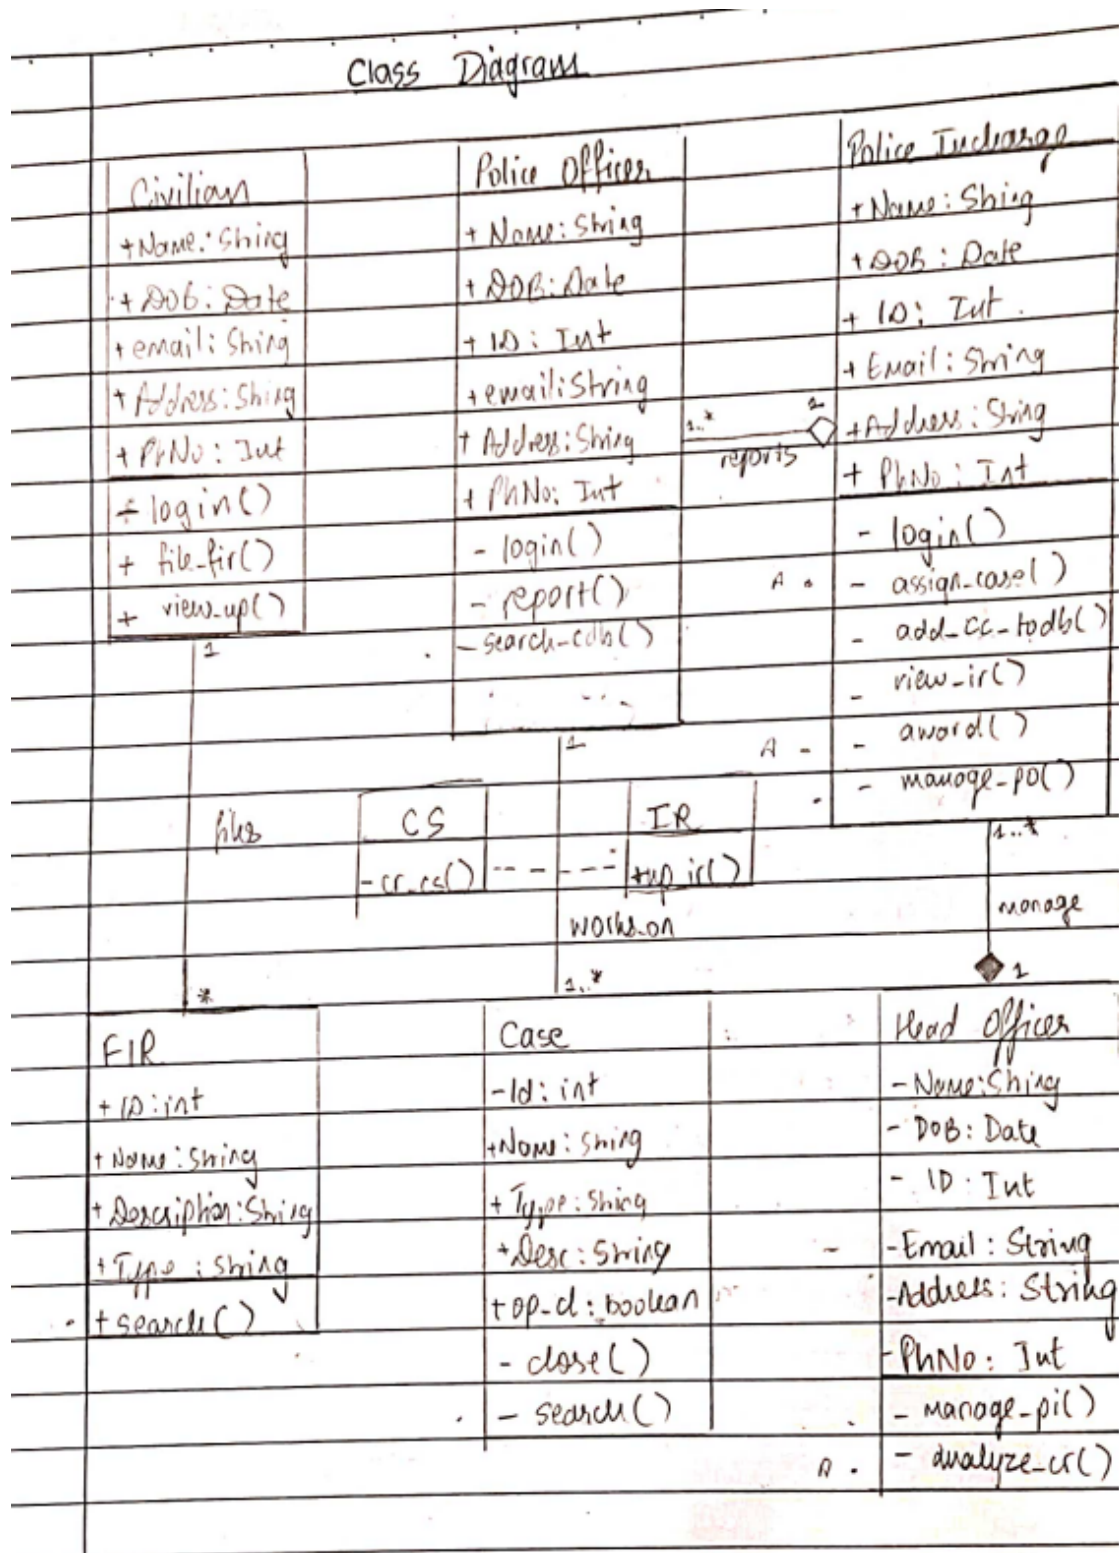 Class Diagram
Civilian
+Name: String
+ DOB: Date
+ email: String
+ Address: String
+ PhNo: Int
+ login()
+ file_fir()
+ view_up()
1
Police Officer
+ Name: String
+ DOB: Date
+ ID: Int
+ email: String
+ Address: String
+ PhNo: Int
- login()
- report()
- search_cdb()
1
1..*
reports
Police Incharge
+ Name: String
+ DOB: Date
+ ID: Int
+ Email: String
+ Address: String
+ PhNo: Int
- login()
A
- assign_case()
- add_cc_todb()
- view_ir()
A -
- award()
- manage_po()
1..*
files
CS
- cr_cs()
IR
+up_ir()
works_on
manage
*
1..*
1
FIR
+ ID: int
+ Name: String
+ Description: String
+ Type: String
+ search()
Case
-Id: int
+Name: String
+ Type: String
+ Desc: String
+ op_cl: boolean
- close()
- search()
Head Officer
- Name: String
- DOB: Date
- ID: Int
- Email: String
- Address: String
- PhNo: Int
- manage_pi()
A
- analyze_cr()